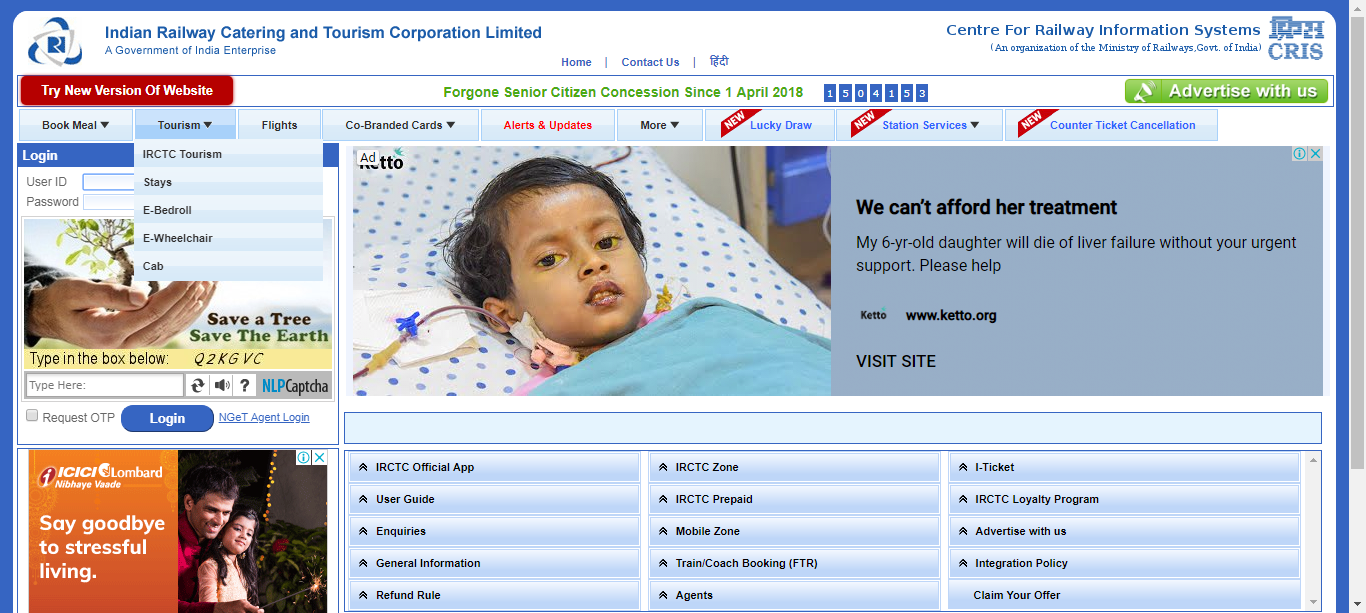 Indian Railway Catering and Tourism Corporation Limited
A Government of India Enterprise
Centre For Railway Information Systems
(An organization of the Ministry of Railways,Govt. of India)
CRIS
Home | Contact Us | हिंदी
Try New Version Of Website
Forgone Senior Citizen Concession Since 1 April 2018
1 5 0 4 1 5 3
Advertise with us
Book Meal
Tourism
Flights
Co-Branded Cards
Alerts & Updates
More
NEW Lucky Draw
NEW Station Services
NEW Counter Ticket Cancellation
Login
IRCTC Tourism
Stays
E-Bedroll
E-Wheelchair
Cab
User ID
Password
Save a Tree
Save The Earth
Type in the box below: Q2KGVC
Type Here:
? NLPCaptcha
Request OTP Login NGeT Agent Login
Ad
Ketto
We can't afford her treatment
My 6-yr-old daughter will die of liver failure without your urgent
support. Please help
Ketto www.ketto.org
VISIT SITE
ICICI Lombard
Nibhaye Vaade
Say goodbye
to stressful
living.
IRCTC Official App
IRCTC Zone
I-Ticket
User Guide
IRCTC Prepaid
IRCTC Loyalty Program
Enquiries
Mobile Zone
Advertise with us
General Information
Train/Coach Booking (FTR)
Integration Policy
Refund Rule
Agents
Claim Your Offer